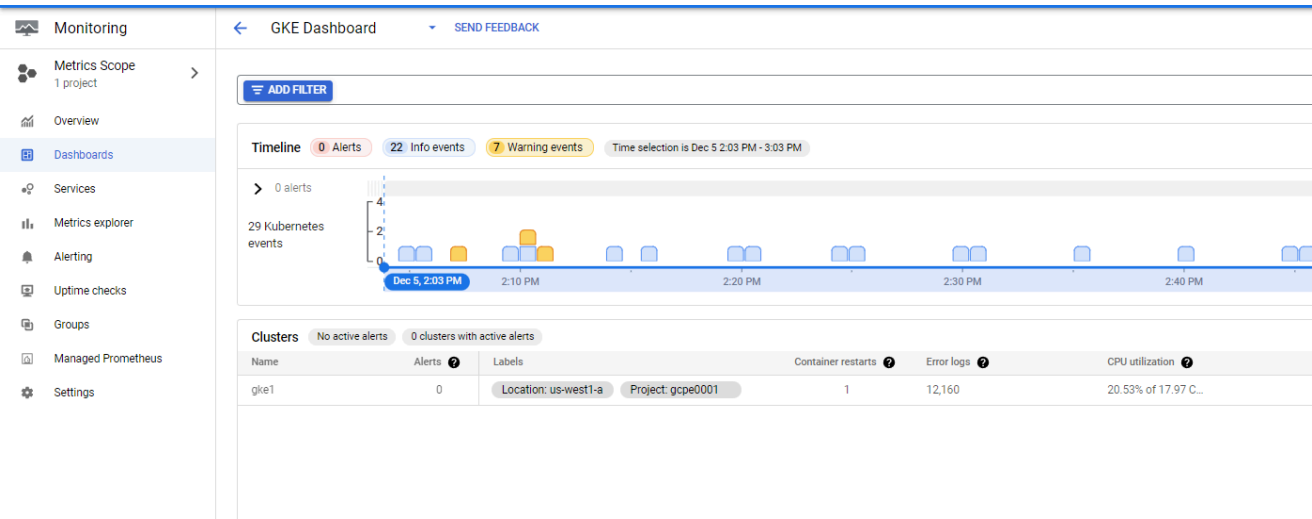 Monitoring
Metrics Scope
1 project
Overview
Dashboards
Services
Metrics explorer
Alerting
Uptime checks
Groups
Managed Prometheus
Settings
GKE Dashboard
SEND FEEDBACK
ADD FILTER
Timeline 0 Alerts 22 Info events 7 Warning events Time selection is Dec 5 2:03 PM - 3:03 PM
0 alerts
29 Kubernetes
events
4
2
0
Dec 5, 2:03 PM 2:10 PM 2:20 PM 2:30 PM 2:40 PM
Clusters No active alerts 0 clusters with active alerts
Name Alerts ? Labels Container restarts ? Error logs ? CPU utilization ?
gke1 0 Location: us-west1-a Project: gcpe0001 1 12,160 20.53% of 17.97 C...